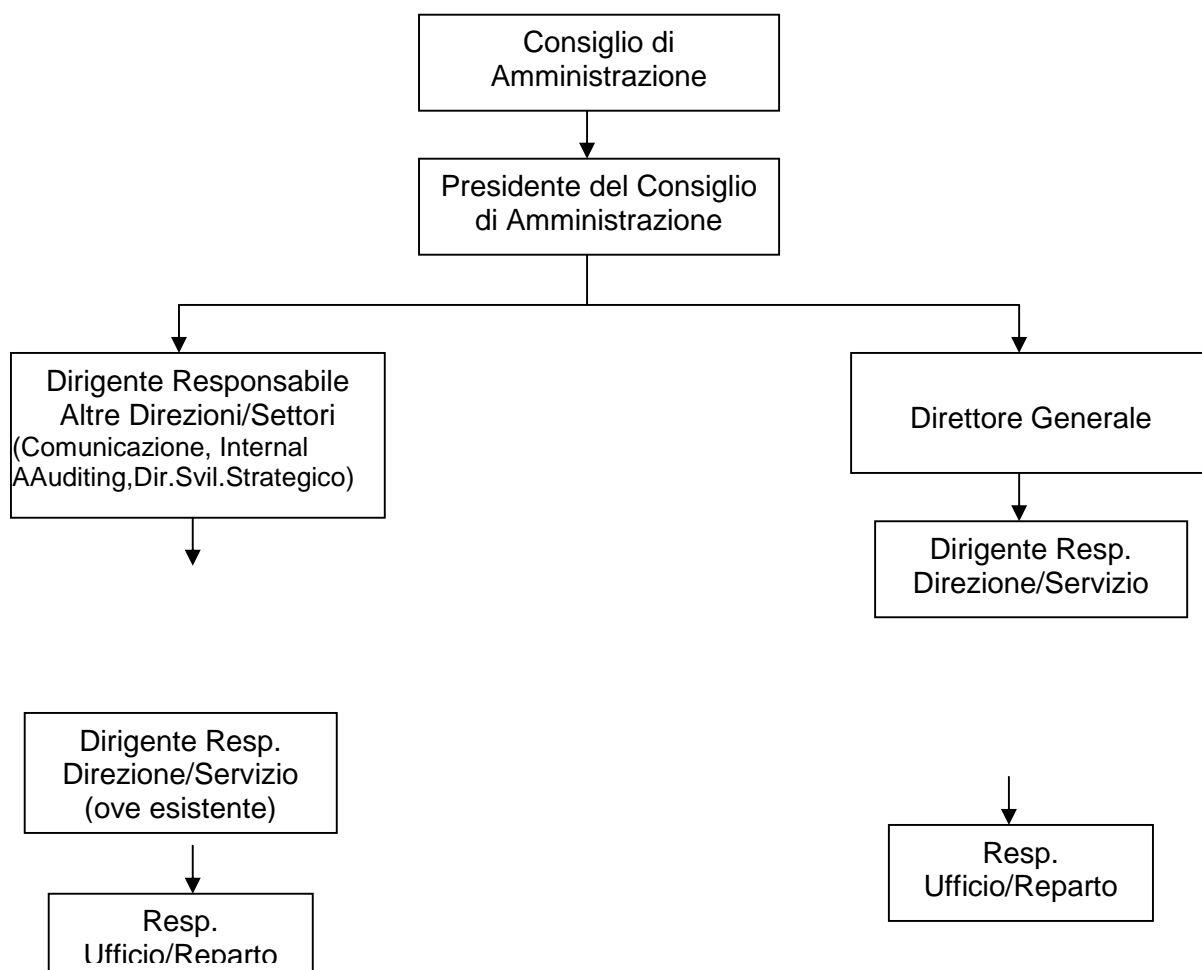 Consiglio di
Amministrazione
Presidente del Consiglio
di Amministrazione
Dirigente Responsabile
Altre Direzioni/Settori
(Comunicazione, Internal
AAuditing,Dir.Svil.Strategico)
Direttore Generale
Dirigente Resp.
Direzione/Servizio
Dirigente Resp.
Direzione/Servizio
(ove esistente)
Resp.
Ufficio/Reparto
Resp.
Ufficio/Reparto